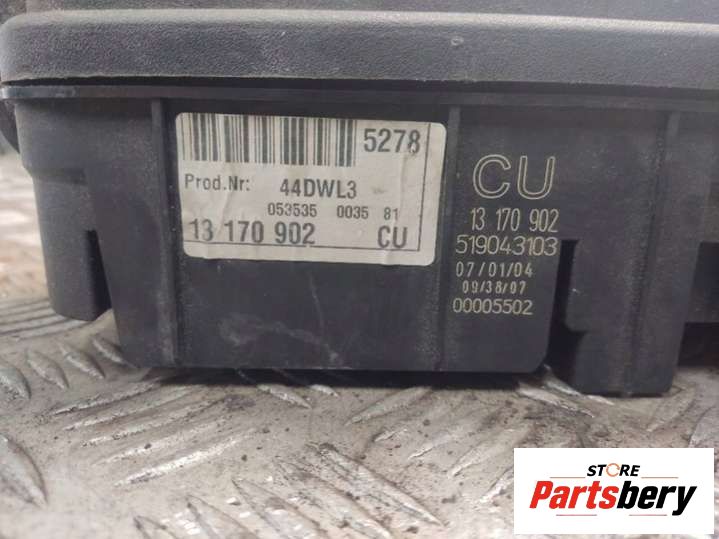 5278
Prod.Nr: 44DWL3
053535 0035 81
13 170 902 CU
CU
13 170 902
519043103
07/01/04
09/38/07
00005502
STORE
Partsbery